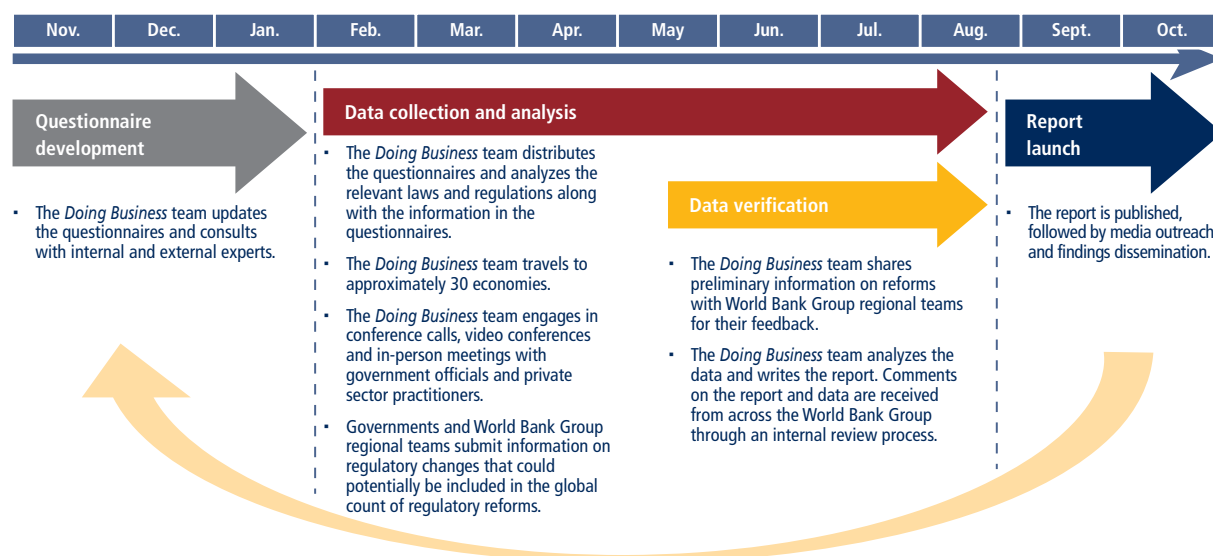 Nov. Dec. Jan. Feb. Mar. Apr. May Jun. Jul. Aug. Sept. Oct.
Questionnaire
development
▪ The Doing Business team updates
the questionnaires and consults
with internal and external experts.
Data collection and analysis
▪ The Doing Business team distributes
the questionnaires and analyzes the
relevant laws and regulations along
with the information in the
questionnaires.
▪ The Doing Business team travels to
approximately 30 economies.
▪ The Doing Business team engages in
conference calls, video conferences
and in-person meetings with
government officials and private
sector practitioners.
▪ Governments and World Bank Group
regional teams submit information on
regulatory changes that could
potentially be included in the global
count of regulatory reforms.
Data verification
▪ The Doing Business team shares
preliminary information on reforms
with World Bank Group regional teams
for their feedback.
▪ The Doing Business team analyzes the
data and writes the report. Comments
on the report and data are received
from across the World Bank Group
through an internal review process.
Report
launch
▪ The report is published,
followed by media outreach
and findings dissemination.